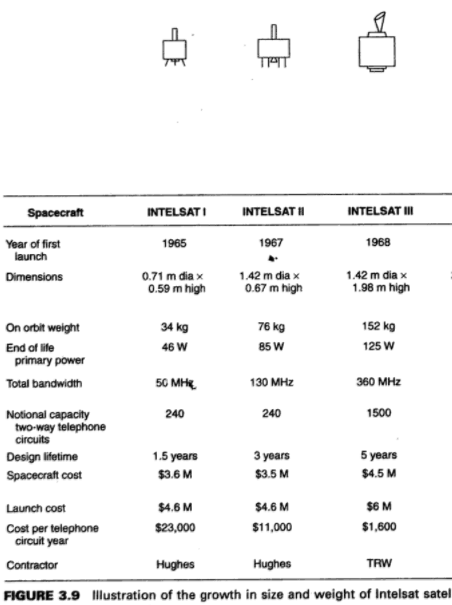 Spacecraft INTELSAT I INTELSAT II INTELSAT III
Year of first 1965 1967 1968
launch
Dimensions 0.71 m dia × 1.42 m dia × 1.42 m dia ×
0.59 m high 0.67 m high 1.98 m high
On orbit weight 34 kg 76 kg 152 kg
End of life 46 W 85 W 125 W
primary power
Total bandwidth 50 MHz 130 MHz 360 MHz
Notional capacity 240 240 1500
two-way telephone
circuits
Design lifetime 1.5 years 3 years 5 years
Spacecraft cost $3.6 M $3.5 M $4.5 M
Launch cost $4.6 M $4.6 M $6 M
Cost per telephone $23,000 $11,000 $1,600
circuit year
Contractor Hughes Hughes TRW
FIGURE 3.9 Illustration of the growth in size and weight of Intelsat satel